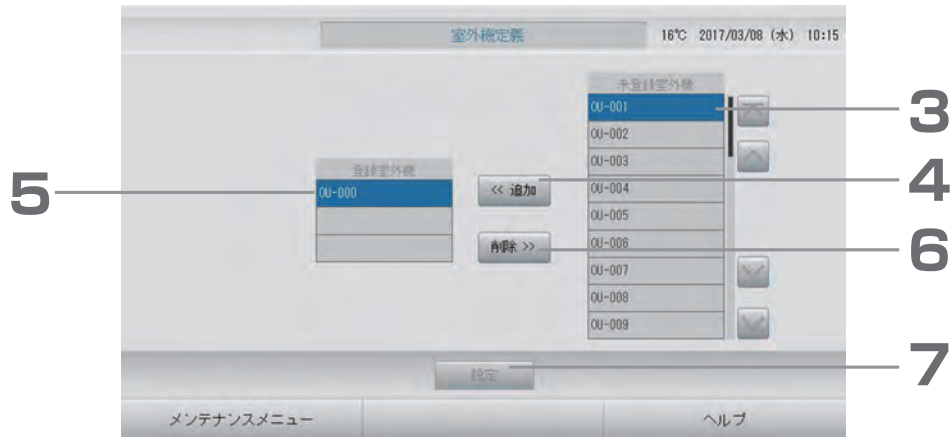 室外機定義
16℃ 2017/03/08 (水) 10:15
未登録室外機
OU-001
OU-002
OU-003
OU-004
OU-005
OU-006
OU-007
OU-008
OU-009
登録室外機
OU-000
<< 追加
削除 >>
設定
メンテナンスメニュー
ヘルプ
3
4
5
6
7